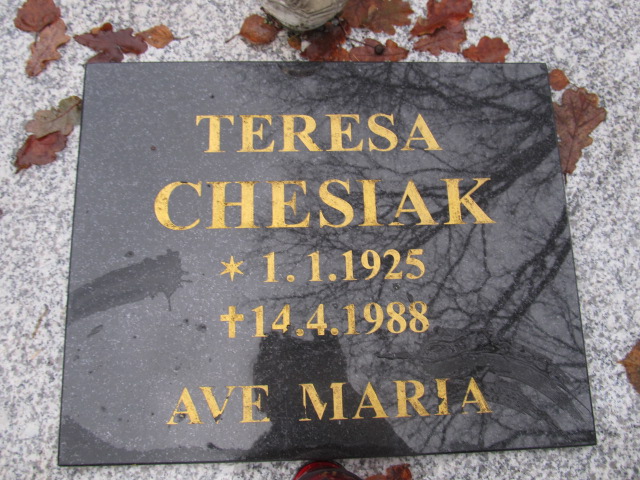 TERESA
CHESIAK
* 1.1.1925
✝14.4.1988
AVE MARIA